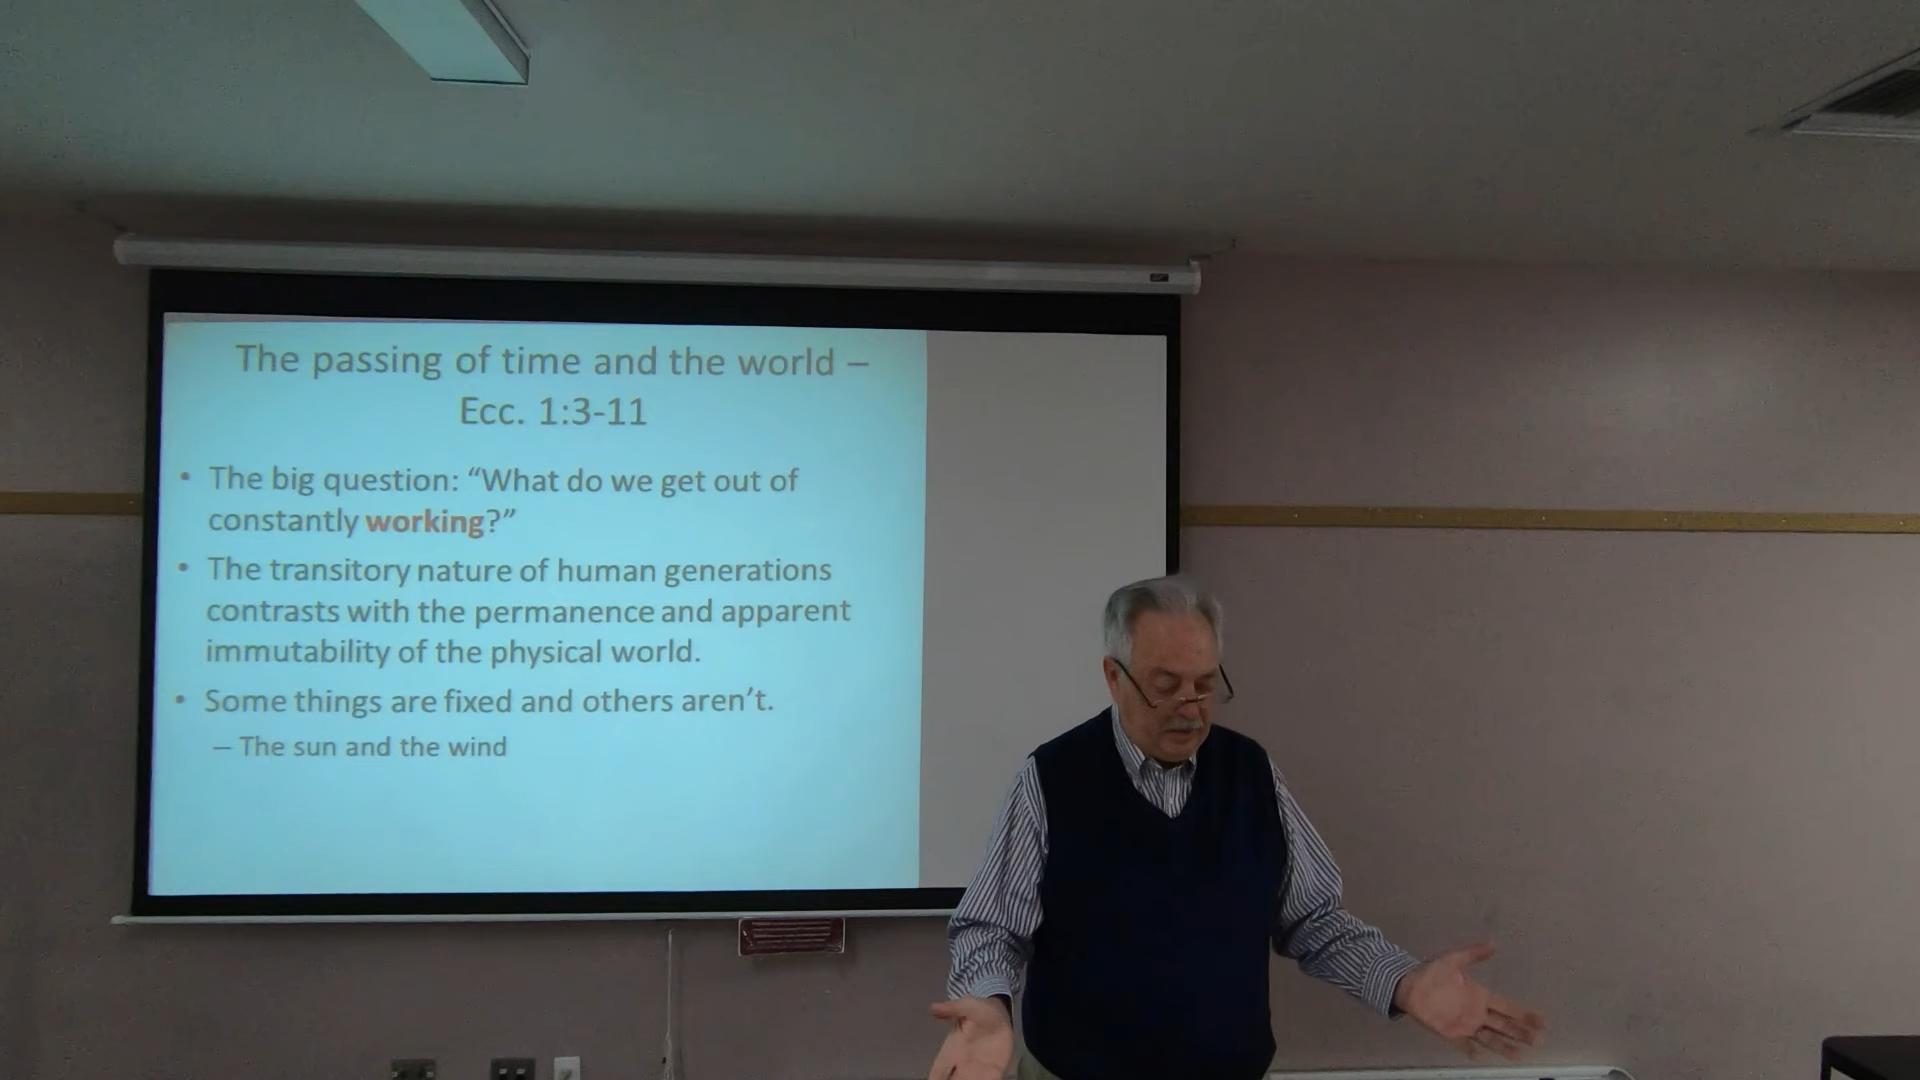 The passing of time and the world –
Ecc. 1:3-11
• The big question: “What do we get out of
constantly working?”
• The transitory nature of human generations
contrasts with the permanence and apparent
immutability of the physical world.
• Some things are fixed and others aren’t.
– The sun and the wind